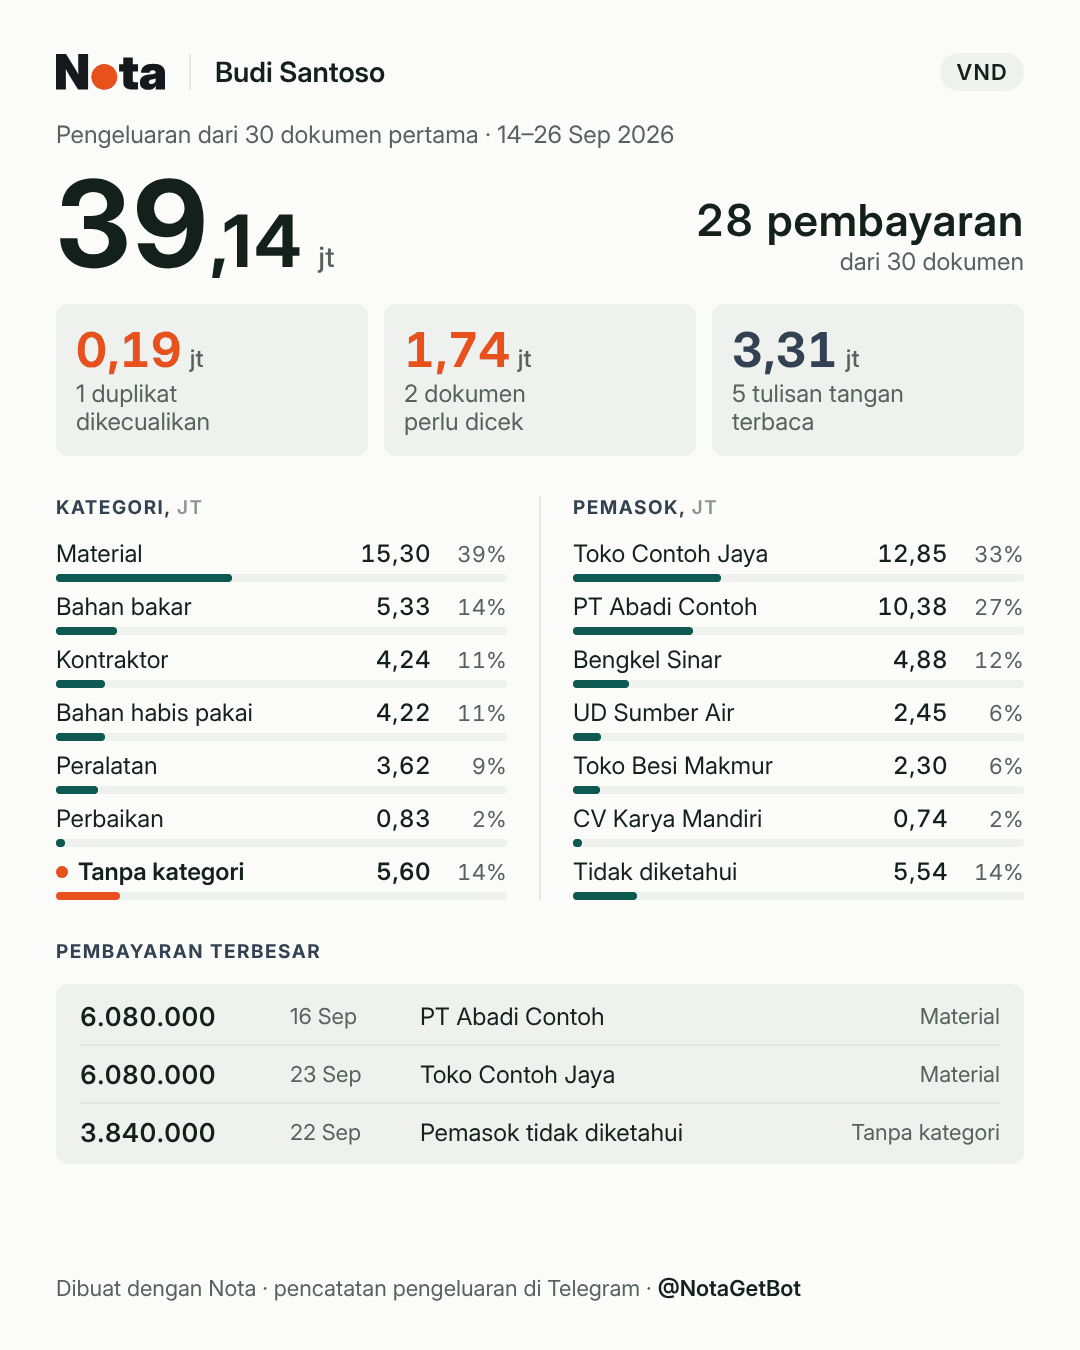 Nota
Budi Santoso
VND
Pengeluaran dari 30 dokumen pertama · 14–26 Sep 2026
39,14 jt
28 pembayaran
dari 30 dokumen
0,19 jt
1 duplikat
dikecualikan
1,74 jt
2 dokumen
perlu dicek
3,31 jt
5 tulisan tangan
terbaca
KATEGORI, JT
Material 15,30 39%
Bahan bakar 5,33 14%
Kontraktor 4,24 11%
Bahan habis pakai 4,22 11%
Peralatan 3,62 9%
Perbaikan 0,83 2%
Tanpa kategori 5,60 14%
PEMASOK, JT
Toko Contoh Jaya 12,85 33%
PT Abadi Contoh 10,38 27%
Bengkel Sinar 4,88 12%
UD Sumber Air 2,45 6%
Toko Besi Makmur 2,30 6%
CV Karya Mandiri 0,74 2%
Tidak diketahui 5,54 14%
PEMBAYARAN TERBESAR
6.080.000 16 Sep PT Abadi Contoh Material
6.080.000 23 Sep Toko Contoh Jaya Material
3.840.000 22 Sep Pemasok tidak diketahui Tanpa kategori
Dibuat dengan Nota · pencatatan pengeluaran di Telegram · @NotaGetBot